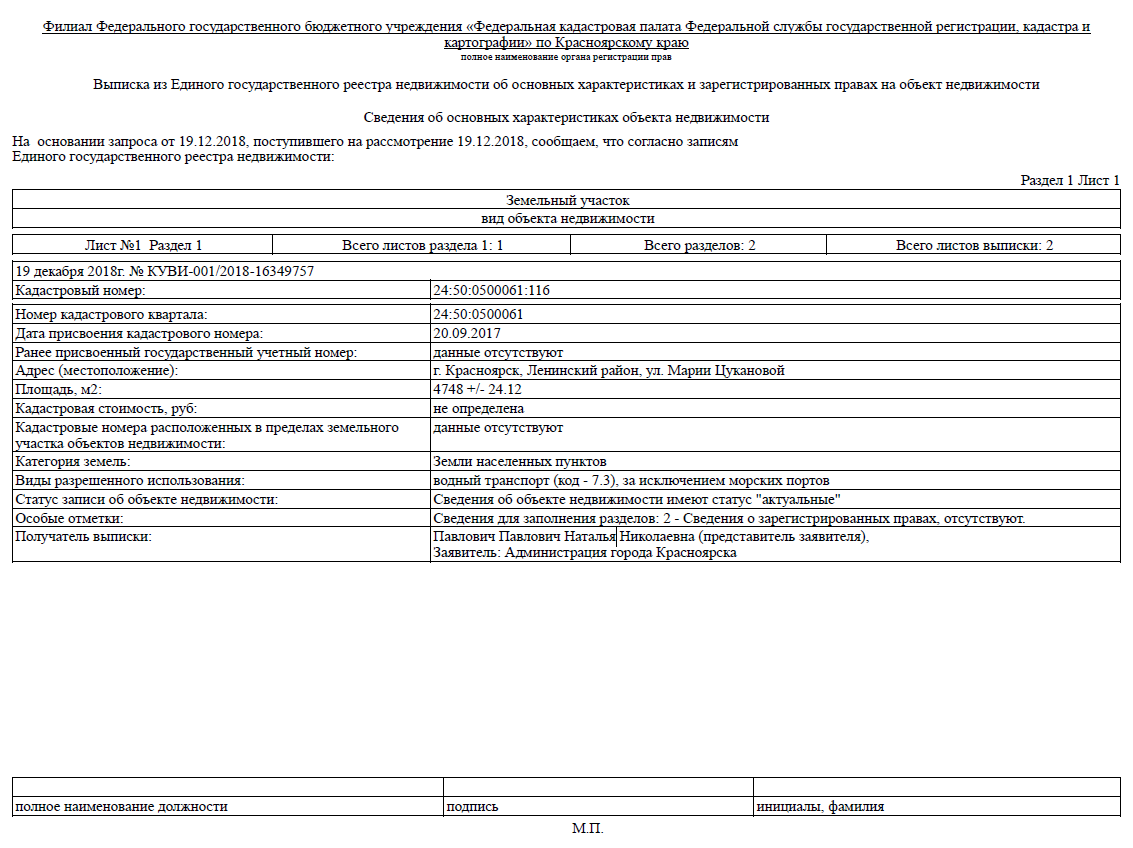 Филиал Федерального государственного бюджетного учреждения «Федеральная кадастровая палата Федеральной службы государственной регистрации, кадастра и
картографии» по Красноярскому краю
полное наименование органа регистрации прав
Выписка из Единого государственного реестра недвижимости об основных характеристиках и зарегистрированных правах на объект недвижимости
Сведения об основных характеристиках объекта недвижимости
На основании запроса от 19.12.2018, поступившего на рассмотрение 19.12.2018, сообщаем, что согласно записям
Единого государственного реестра недвижимости:
Раздел 1 Лист 1
Земельный участок
вид объекта недвижимости
Лист №1 Раздел 1 Всего листов раздела 1: 1 Всего разделов: 2 Всего листов выписки: 2
19 декабря 2018г. № КУВИ-001/2018-16349757
Кадастровый номер: 24:50:0500061:116
Номер кадастрового квартала: 24:50:0500061
Дата присвоения кадастрового номера: 20.09.2017
Ранее присвоенный государственный учетный номер: данные отсутствуют
Адрес (местоположение): г. Красноярск, Ленинский район, ул. Марии Цукановой
Площадь, м2: 4748 +/- 24.12
Кадастровая стоимость, руб: не определена
Кадастровые номера расположенных в пределах земельного данные отсутствуют
участка объектов недвижимости:
Категория земель: Земли населенных пунктов
Виды разрешенного использования: водный транспорт (код - 7.3), за исключением морских портов
Статус записи об объекте недвижимости: Сведения об объекте недвижимости имеют статус "актуальные"
Особые отметки: Сведения для заполнения разделов: 2 - Сведения о зарегистрированных правах, отсутствуют.
Получатель выписки: Павлович Павлович Наталья Николаевна (представитель заявителя),
Заявитель: Администрация города Красноярска
полное наименование должности подпись инициалы, фамилия
М.П.